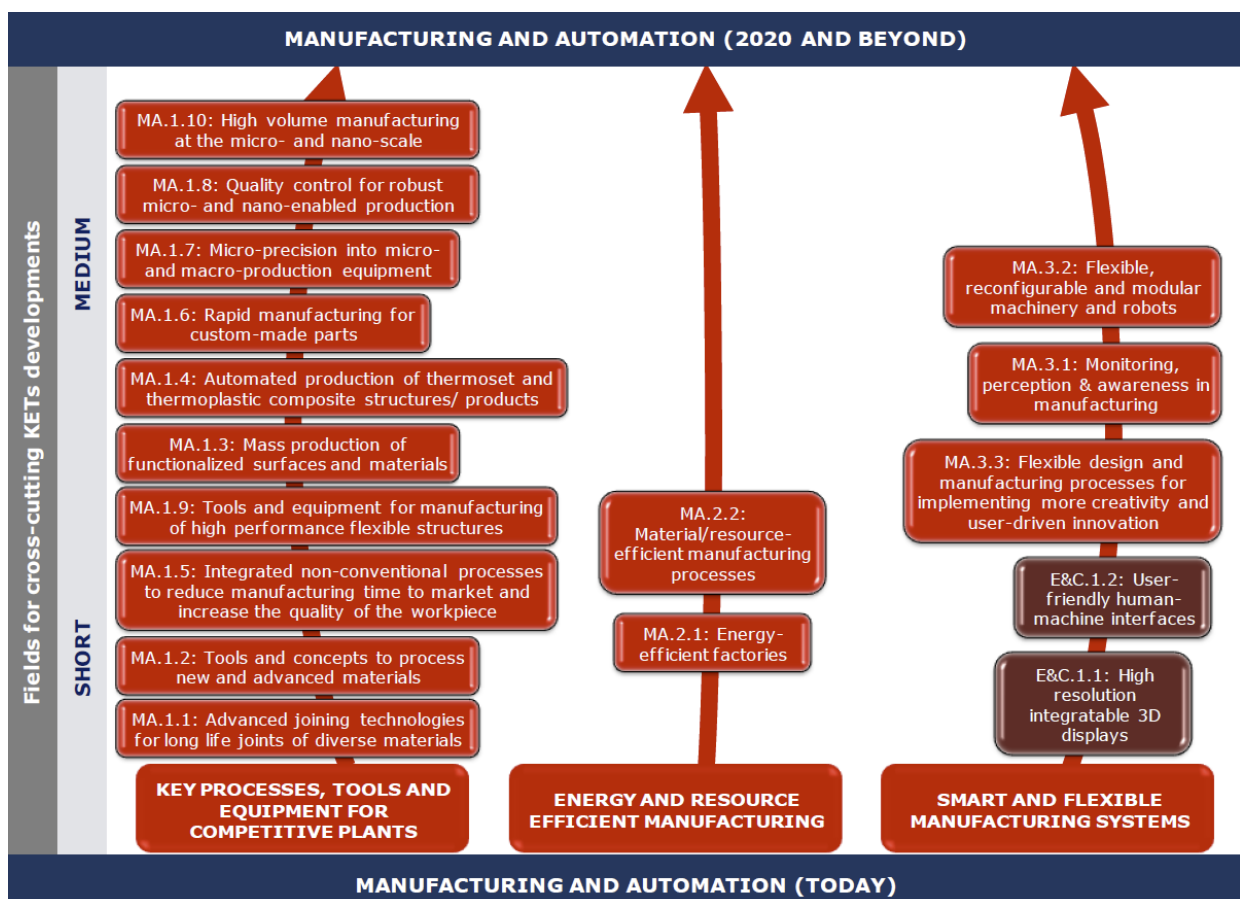 MANUFACTURING AND AUTOMATION (2020 AND BEYOND)
Fields for cross-cutting KETs developments
MEDIUM
SHORT
MA.1.10: High volume manufacturing
at the micro- and nano-scale
MA.1.8: Quality control for robust
micro- and nano-enabled production
MA.1.7: Micro-precision into micro-
and macro-production equipment
MA.1.6: Rapid manufacturing for
custom-made parts
MA.1.4: Automated production of thermoset and
thermoplastic composite structures/ products
MA.1.3: Mass production of
functionalized surfaces and materials
MA.1.9: Tools and equipment for manufacturing
of high performance flexible structures
MA.1.5: Integrated non-conventional processes
to reduce manufacturing time to market and
increase the quality of the workpiece
MA.1.2: Tools and concepts to process
new and advanced materials
MA.1.1: Advanced joining technologies
for long life joints of diverse materials
KEY PROCESSES, TOOLS AND
EQUIPMENT FOR
COMPETITIVE PLANTS
MA.2.2:
Material/resource-
efficient manufacturing
processes
MA.2.1: Energy-
efficient factories
ENERGY AND RESOURCE
EFFICIENT MANUFACTURING
MA.3.2: Flexible,
reconfigurable and modular
machinery and robots
MA.3.1: Monitoring,
perception & awareness in
manufacturing
MA.3.3: Flexible design and
manufacturing processes for
implementing more creativity and
user-driven innovation
E&C.1.2: User-
friendly human-
machine interfaces
E&C.1.1: High
resolution
integratable 3D
displays
SMART AND FLEXIBLE
MANUFACTURING SYSTEMS
MANUFACTURING AND AUTOMATION (TODAY)